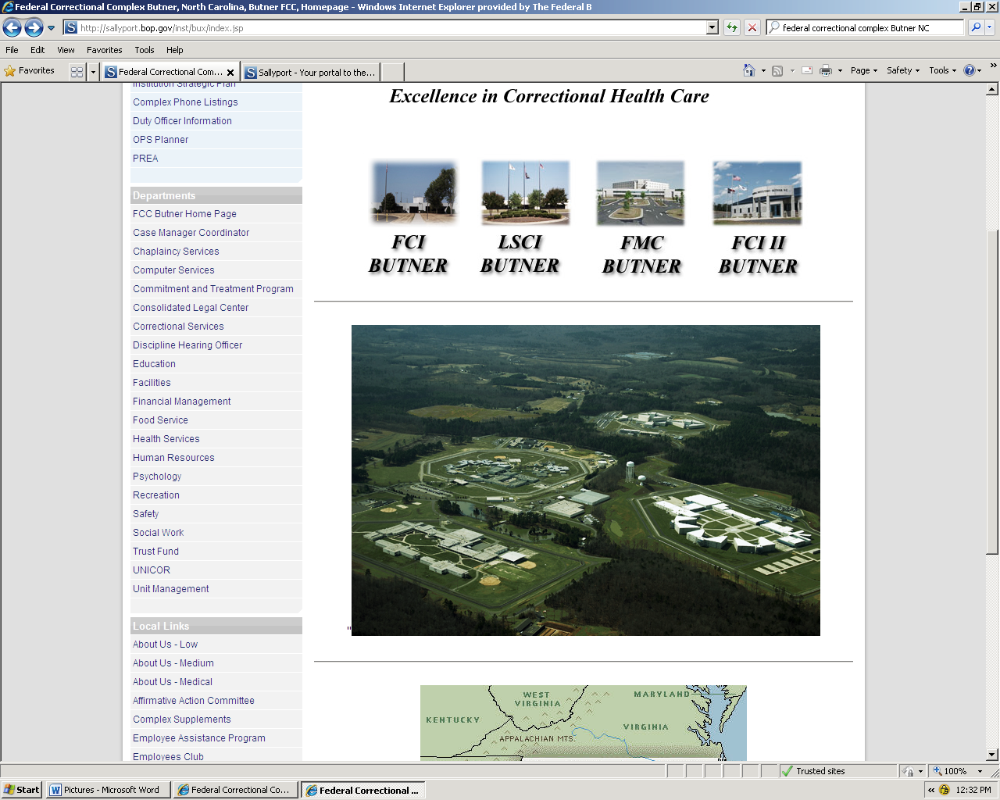 Federal Correctional Complex Butner, North Carolina, Butner FCC, Homepage - Windows Internet Explorer provided by The Federal B
http://sallyport.bop.gov/inst/bux/index.jsp
federal correctional complex Butner NC
File Edit View Favorites Tools Help
Favorites
Federal Correctional Com...
Sallyport - Your portal to the...
Page Safety Tools
Institution Strategic Plan
Complex Phone Listings
Duty Officer Information
OPS Planner
PREA
Departments
FCC Butner Home Page
Case Manager Coordinator
Chaplaincy Services
Computer Services
Commitment and Treatment Program
Consolidated Legal Center
Correctional Services
Discipline Hearing Officer
Education
Facilities
Financial Management
Food Service
Health Services
Human Resources
Psychology
Recreation
Safety
Social Work
Trust Fund
UNICOR
Unit Management
Local Links
About Us - Low
About Us - Medium
About Us - Medical
Affirmative Action Committee
Complex Supplements
Employee Assistance Program
Employees Club
Excellence in Correctional Health Care
FCI
BUTNER
LSCI
BUTNER
FMC
BUTNER
FCI II
BUTNER
"
WEST
VIRGINIA
MARYLAND
KENTUCKY
VIRGINIA
APPALACHIAN MTS.
Trusted sites
100%
Start
Pictures - Microsoft Word
Federal Correctional Co...
Federal Correctional ...
12:32 PM